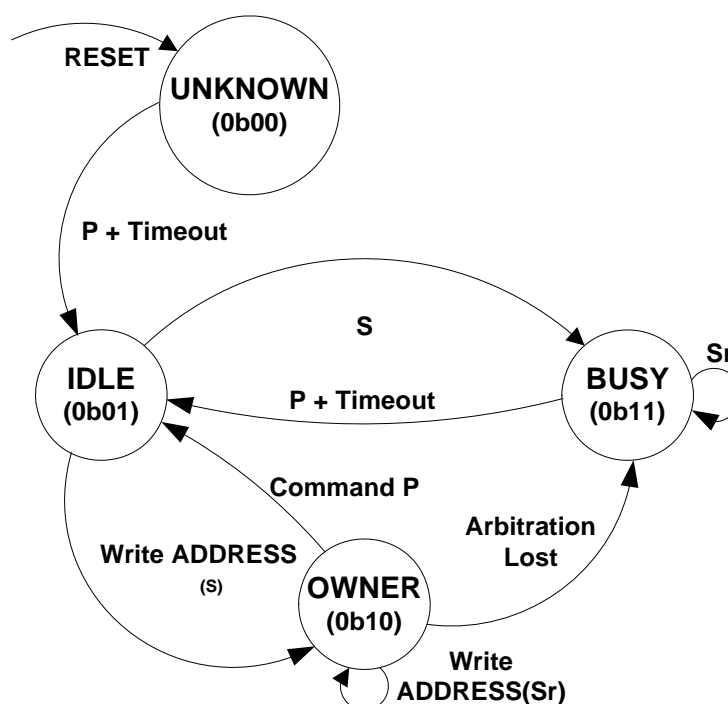 RESET
UNKNOWN
(0b00)
P + Timeout
S
Sr
IDLE
(0b01)
BUSY
(0b11)
P + Timeout
Command P
Arbitration
Lost
Write ADDRESS
(S)
OWNER
(0b10)
Write
ADDRESS(Sr)